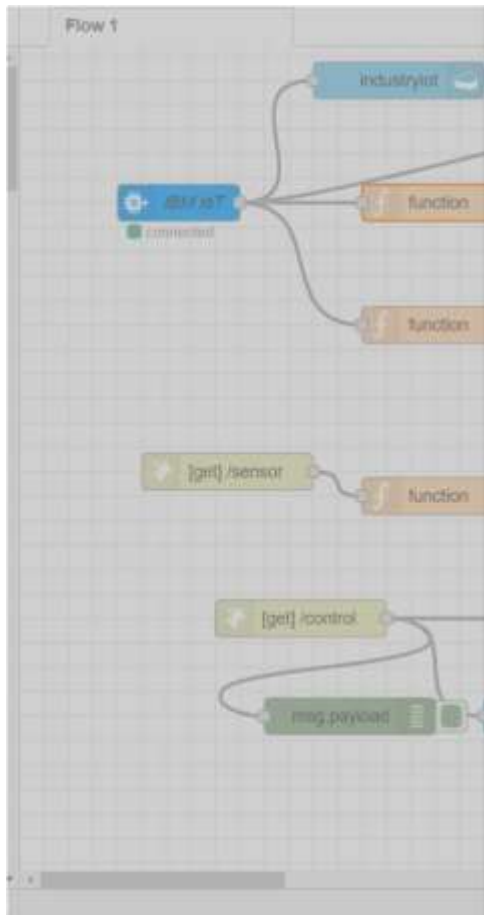 Flow 1
industryiot
IBM IoT
function
connected
function
[get] /sensor
function
[get] /control
msg.payload